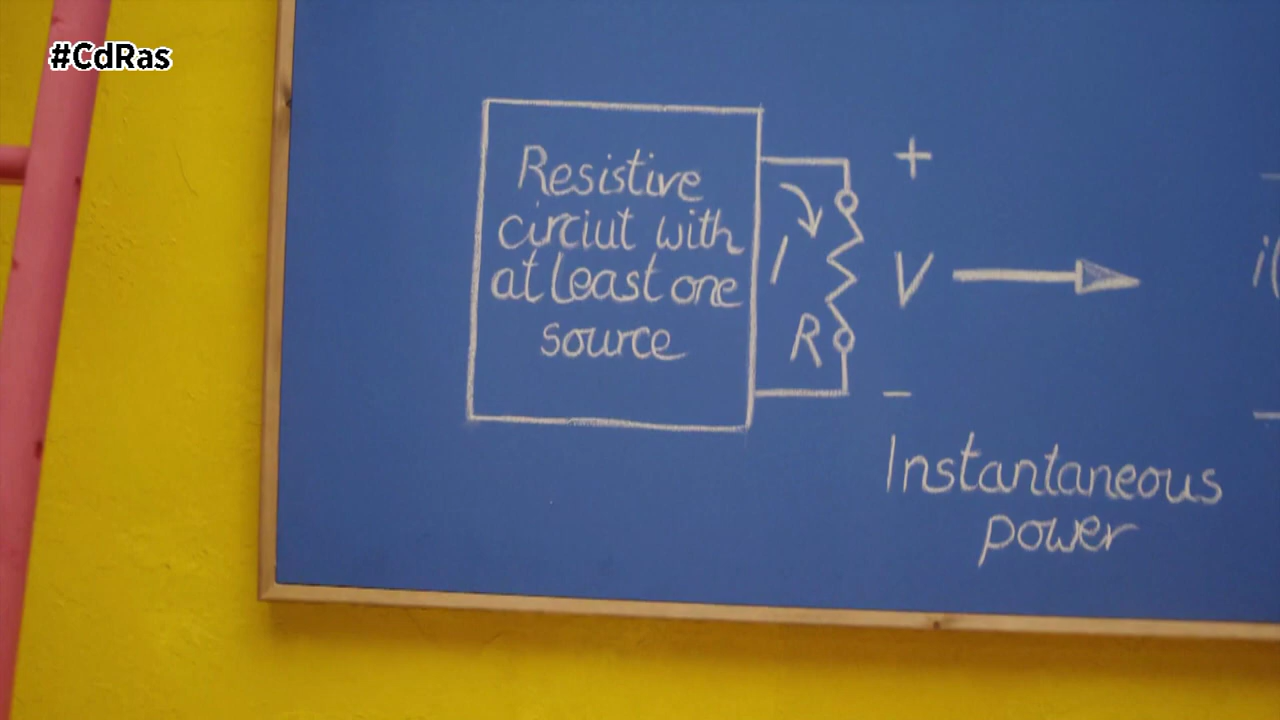 #CdRas
Resistive
circiut with
at least one
source
+
I
V
R
-
i(
Instantaneous
power